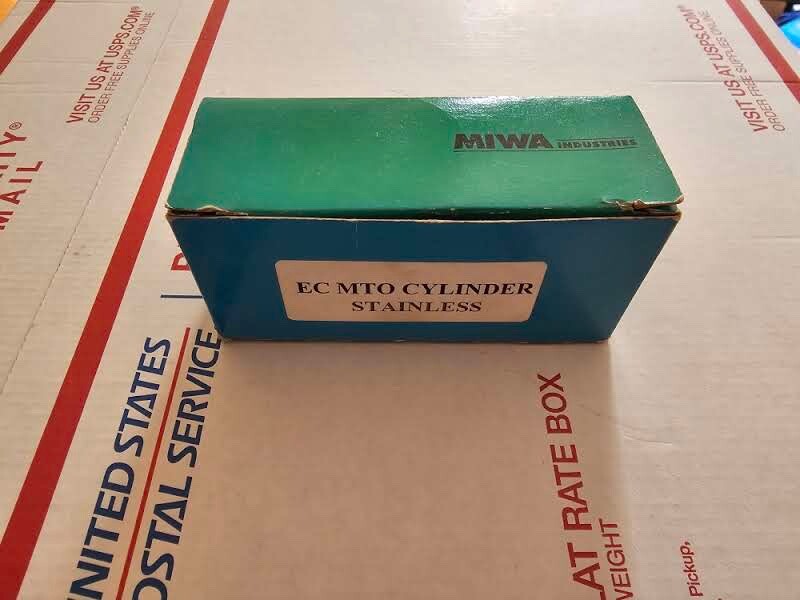 VISIT US AT USPS.COM®
ORDER FREE SUPPLIES ONLINE
VISIT US AT USPS.COM®
ORDER FREE SUPPLIES ONLINE
MAIL
MIWA INDUSTRIES
EC MTO CYLINDER
STAINLESS
UNITED STATES
POSTAL SERVICE
LAT RATE BOX
WEIGHT
Pickup,